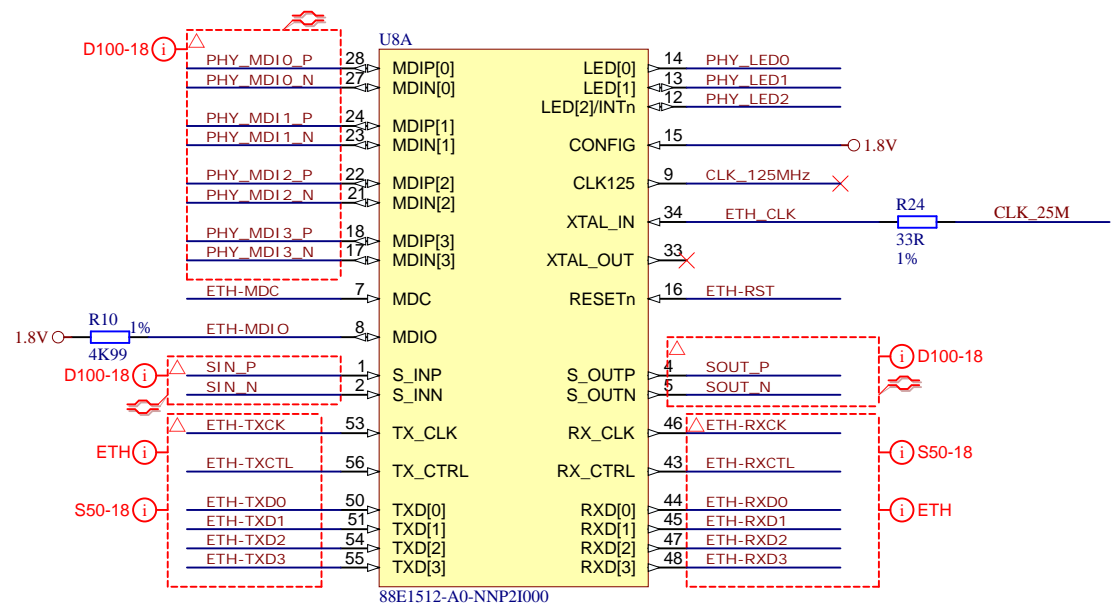 U8A
D100-18
i
PHY_MDI0_P 28 MDIP[0]
PHY_MDI0_N 27 MDIN[0]
PHY_MDI1_P 24 MDIP[1]
PHY_MDI1_N 23 MDIN[1]
PHY_MDI2_P 22 MDIP[2]
PHY_MDI2_N 21 MDIN[2]
PHY_MDI3_P 18 MDIP[3]
PHY_MDI3_N 17 MDIN[3]
ETH-MDC 7 MDC
1.8V R10 1% ETH-MDIO 8 MDIO
4K99
D100-18 i
SIN_P 1 S_INP
SIN_N 2 S_INN
ETH-TXCK 53 TX_CLK
ETH i
ETH-TXCTL 56 TX_CTRL
S50-18 i
ETH-TXD0 50 TXD[0]
ETH-TXD1 51 TXD[1]
ETH-TXD2 54 TXD[2]
ETH-TXD3 55 TXD[3]
LED[0] 14 PHY_LED0
LED[1] 13 PHY_LED1
LED[2]/INTn 12 PHY_LED2
CONFIG 15 1.8V
CLK125 9 CLK_125MHz
XTAL_IN 34 ETH_CLK R24 CLK_25M
33R
1%
XTAL_OUT 33
RESETn 16 ETH-RST
i D100-18
S_OUTP 4 SOUT_P
S_OUTN 5 SOUT_N
RX_CLK 46 ETH-RXCK
i S50-18
RX_CTRL 43 ETH-RXCTL
RXD[0] 44 ETH-RXD0
i ETH
RXD[1] 45 ETH-RXD1
RXD[2] 47 ETH-RXD2
RXD[3] 48 ETH-RXD3
88E1512-A0-NNP2I000